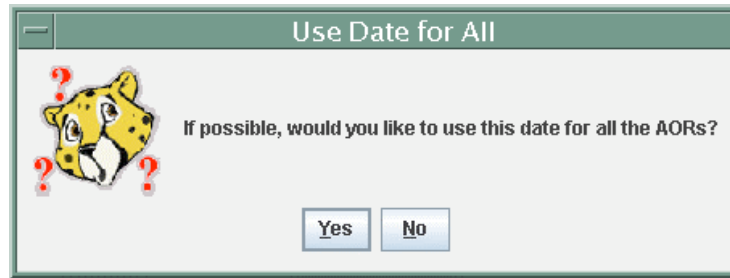 Use Date for All
?
If possible, would you like to use this date for all the AORs?
? ?
Yes No